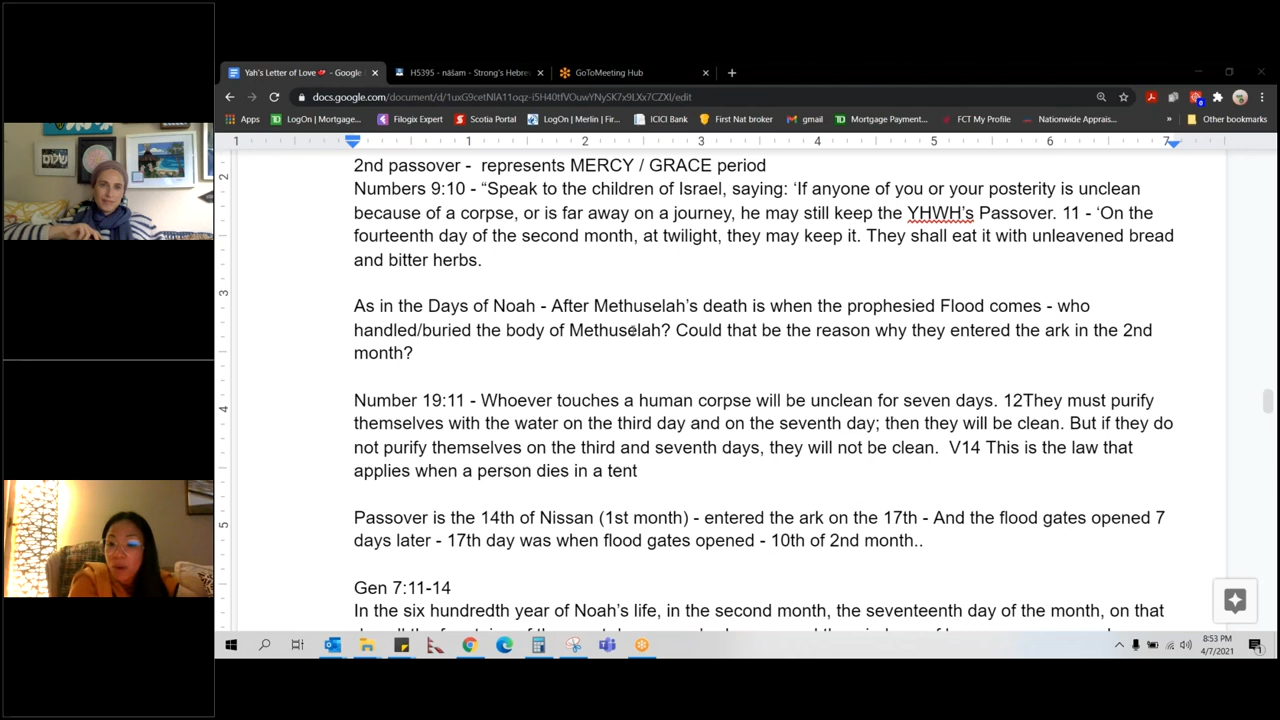 שלום
Yah's Letter of Love 💋 - Google
H5395 - nāšam - Strong's Hebre
GoToMeeting Hub
docs.google.com/document/d/1uxG9cetNlA11oqz-i5H40tfVOuwYNySK7x9LXx7CZXI/edit
Apps
LogOn | Mortgage...
Filogix Expert
Scotia Portal
LogOn | Merlin | Fir...
ICICI Bank
First Nat broker
gmail
Mortgage Payment...
FCT My Profile
Nationwide Apprais...
»
Other bookmarks
1 1 2 3 4 5 6 7
2nd passover - represents MERCY / GRACE period
Numbers 9:10 - “Speak to the children of Israel, saying: ‘If anyone of you or your posterity is unclean
because of a corpse, or is far away on a journey, he may still keep the YHWH’s Passover. 11 - ‘On the
fourteenth day of the second month, at twilight, they may keep it. They shall eat it with unleavened bread
and bitter herbs.
As in the Days of Noah - After Methuselah’s death is when the prophesied Flood comes - who
handled/buried the body of Methuselah? Could that be the reason why they entered the ark in the 2nd
month?
Number 19:11 - Whoever touches a human corpse will be unclean for seven days. 12They must purify
themselves with the water on the third day and on the seventh day; then they will be clean. But if they do
not purify themselves on the third and seventh days, they will not be clean. V14 This is the law that
applies when a person dies in a tent
Passover is the 14th of Nissan (1st month) - entered the ark on the 17th - And the flood gates opened 7
days later - 17th day was when flood gates opened - 10th of 2nd month..
Gen 7:11-14
In the six hundredth year of Noah’s life, in the second month, the seventeenth day of the month, on that
2
3
4
5
8:53 PM
4/7/2021